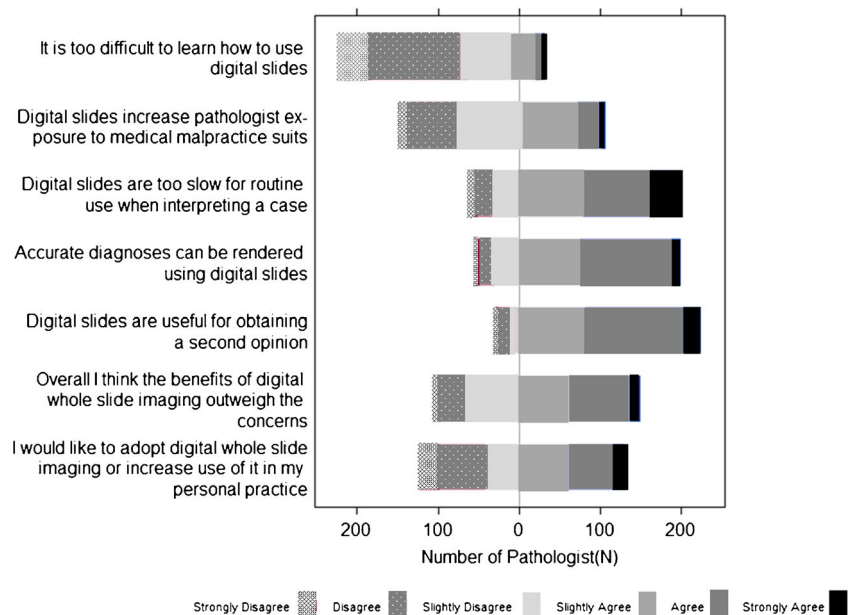 It is too difficult to learn how to use
digital slides
Digital slides increase pathologist ex-
posure to medical malpractice suits
Digital slides are too slow for routine
use when interpreting a case
Accurate diagnoses can be rendered
using digital slides
Digital slides are useful for obtaining
a second opinion
Overall I think the benefits of digital
whole slide imaging outweigh the
concerns
I would like to adopt digital whole slide
imaging or increase use of it in my
personal practice
200 100 0 100 200
Number of Pathologist(N)
Strongly Disagree Disagree Slightly Disagree Slightly Agree Agree Strongly Agree